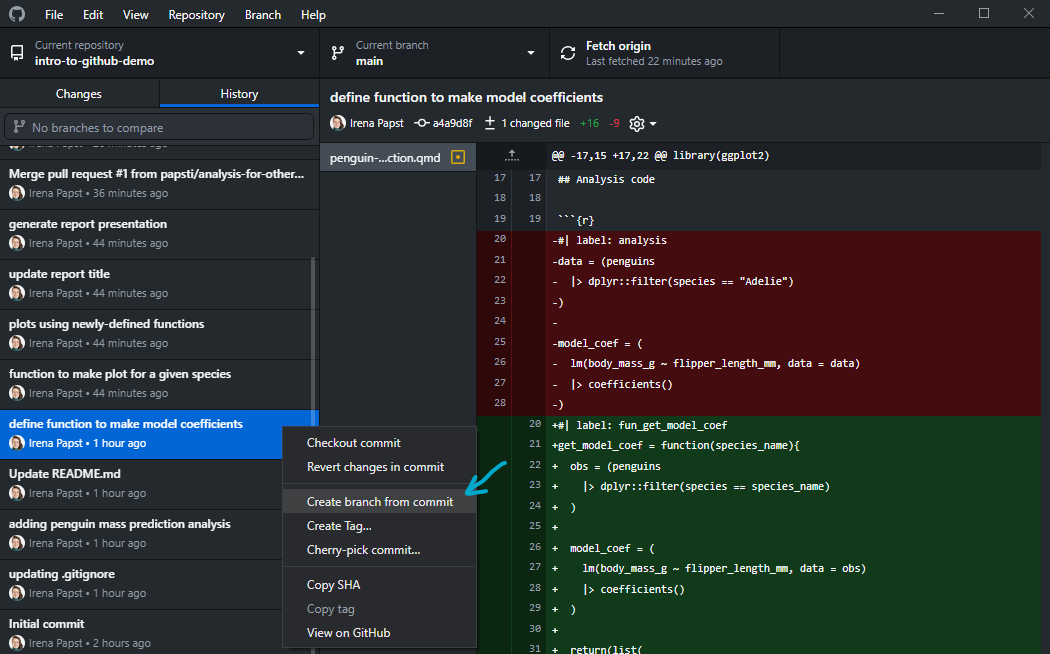 File Edit View Repository Branch Help
Current repository
intro-to-github-demo
Current branch
main
Fetch origin
Last fetched 22 minutes ago
Changes History
No branches to compare
Merge pull request #1 from papsti/analysis-for-other...
Irena Papst • 36 minutes ago
generate report presentation
Irena Papst • 44 minutes ago
update report title
Irena Papst • 44 minutes ago
plots using newly-defined functions
Irena Papst • 44 minutes ago
function to make plot for a given species
Irena Papst • 44 minutes ago
define function to make model coefficients
Irena Papst • 1 hour ago
Update README.md
Irena Papst • 1 hour ago
adding penguin mass prediction analysis
Irena Papst • 1 hour ago
updating .gitignore
Irena Papst • 1 hour ago
Initial commit
Irena Papst • 2 hours ago
Checkout commit
Revert changes in commit
Create branch from commit
Create Tag...
Cherry-pick commit...
Copy SHA
Copy tag
View on GitHub
define function to make model coefficients
Irena Papst a4a9d8f 1 changed file +16 -9
penguin-...ction.qmd
@@ -17,15 +17,22 @@ library(ggplot2)
17 17 ## Analysis code
18 18
19 19 ```{r}
20 -#| label: analysis
21 -data = (penguins
22 -  |> dplyr::filter(species == "Adelie")
23 -)
24 -
25 -model_coef = (
26 -  lm(body_mass_g ~ flipper_length_mm, data = data)
27 -  |> coefficients()
28 -)
20 +#| label: fun_get_model_coef
21 +get_model_coef = function(species_name){
22 +  obs = (penguins
23 +    |> dplyr::filter(species == species_name)
24 +  )
25 +
26 +  model_coef = (
27 +    lm(body_mass_g ~ flipper_length_mm, data = obs)
28 +    |> coefficients()
29 +  )
30 +
31 +  return(list(